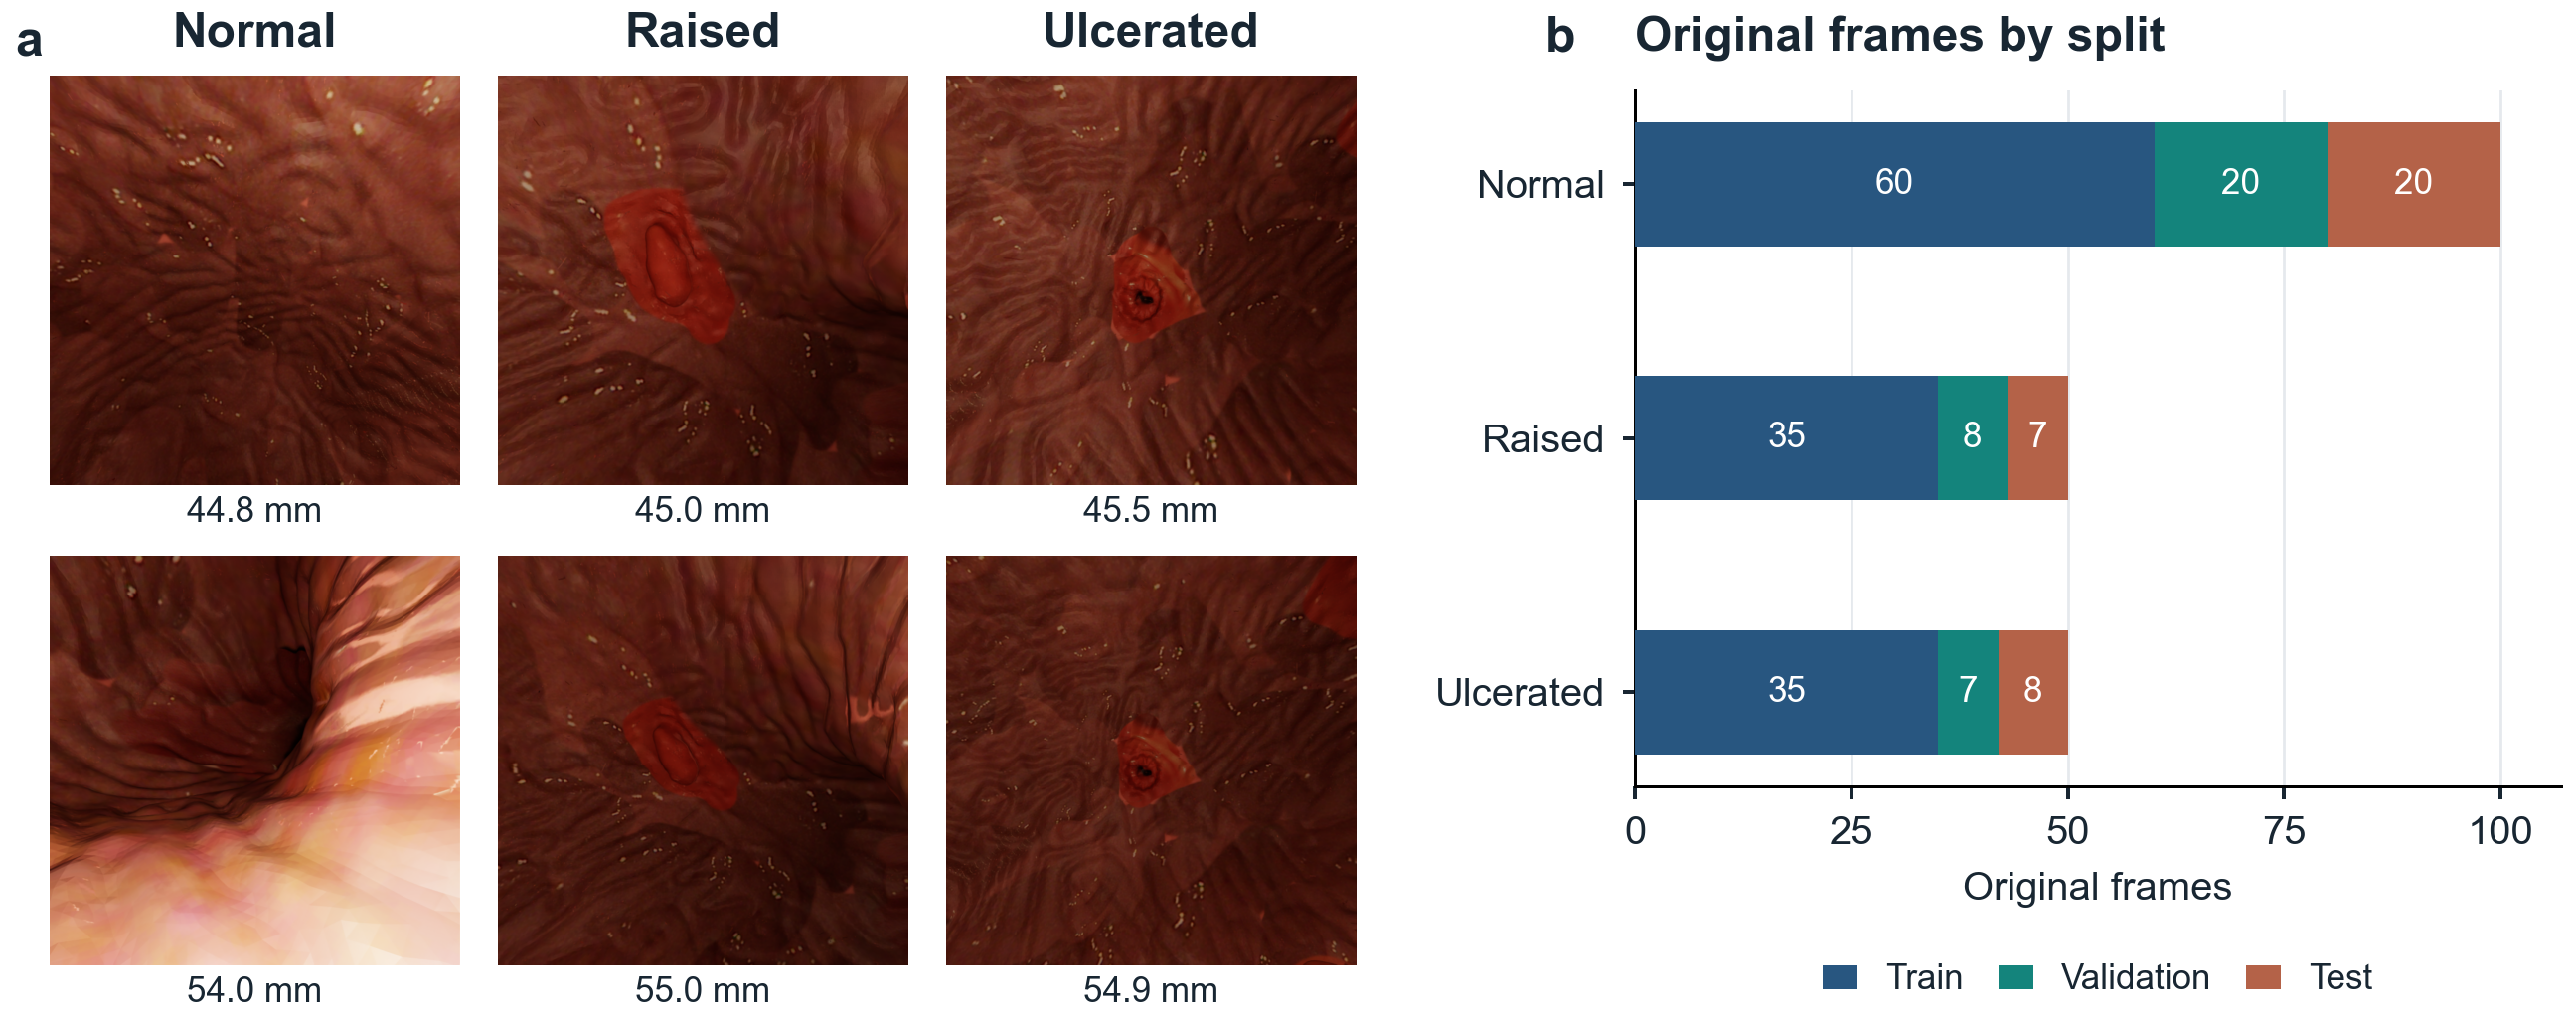 a
Normal
Raised
Ulcerated
44.8 mm
45.0 mm
45.5 mm
54.0 mm
55.0 mm
54.9 mm
b
Original frames by split
Normal
60
20
20
Raised
35
8
7
Ulcerated
35
7
8
0
25
50
75
100
Original frames
Train
Validation
Test